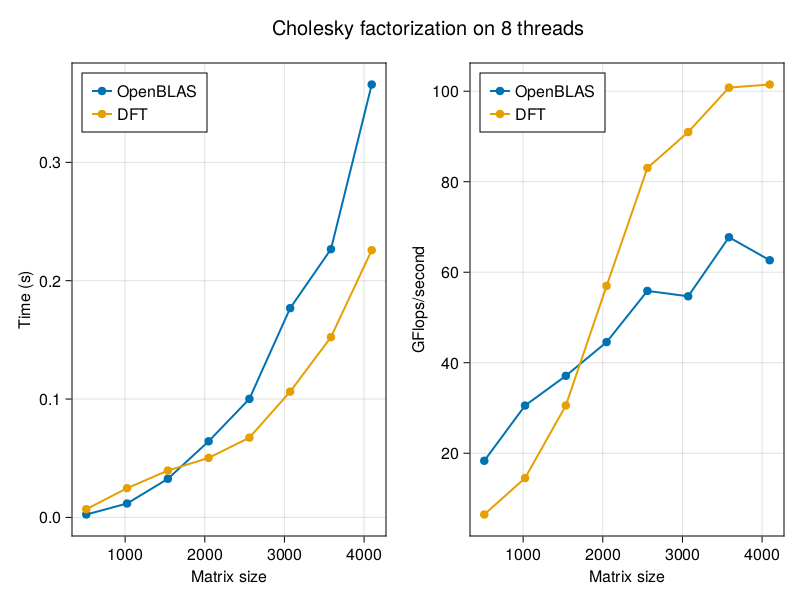 Cholesky factorization on 8 threads
OpenBLAS
DFT
0.3
0.2
0.1
0.0
Time (s)
1000 2000 3000 4000
Matrix size
OpenBLAS
DFT
100
80
60
40
20
GFlops/second
1000 2000 3000 4000
Matrix size